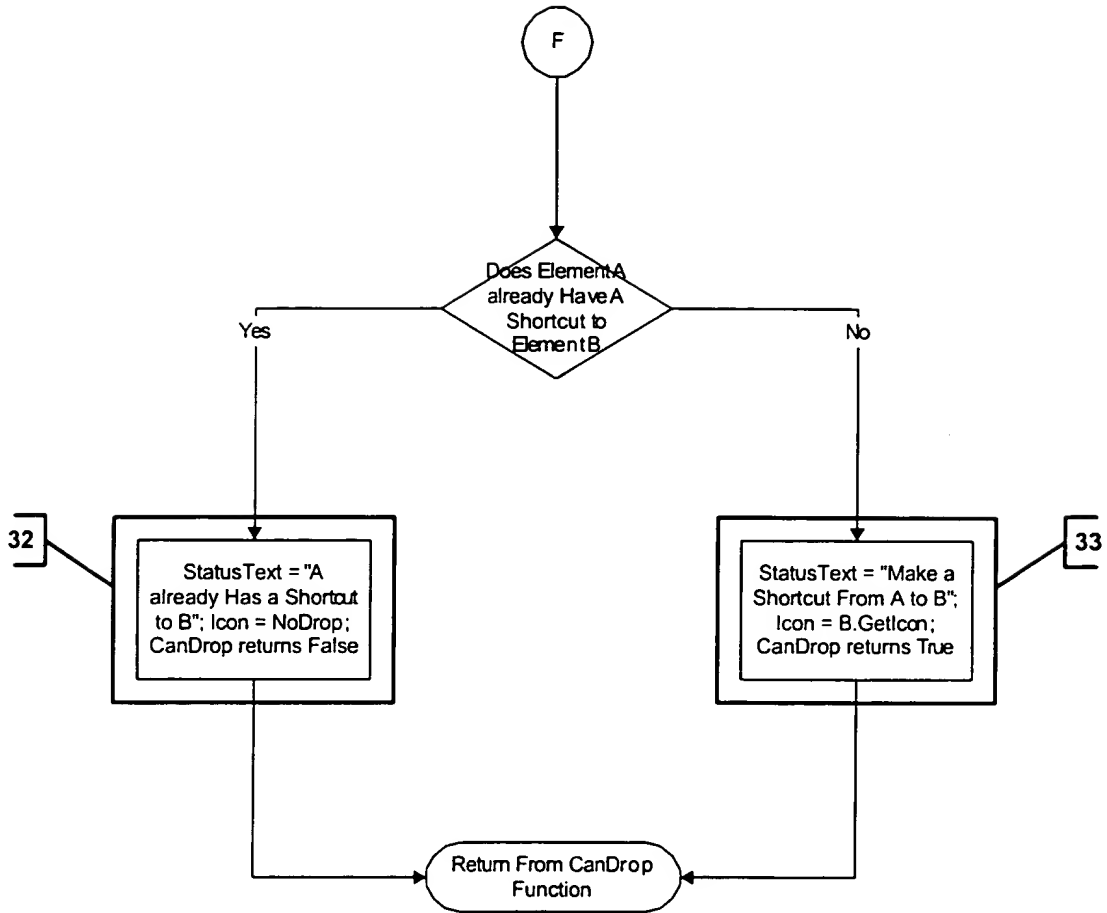 F
Does Element A
already Have A
Shortcut to
Element B
Yes
No
32
StatusText = "A
already Has a Shortcut
to B"; Icon = NoDrop;
CanDrop returns False
StatusText = "Make a
Shortcut From A to B";
Icon = B.GetIcon;
CanDrop returns True
33
Return From CanDrop
Function